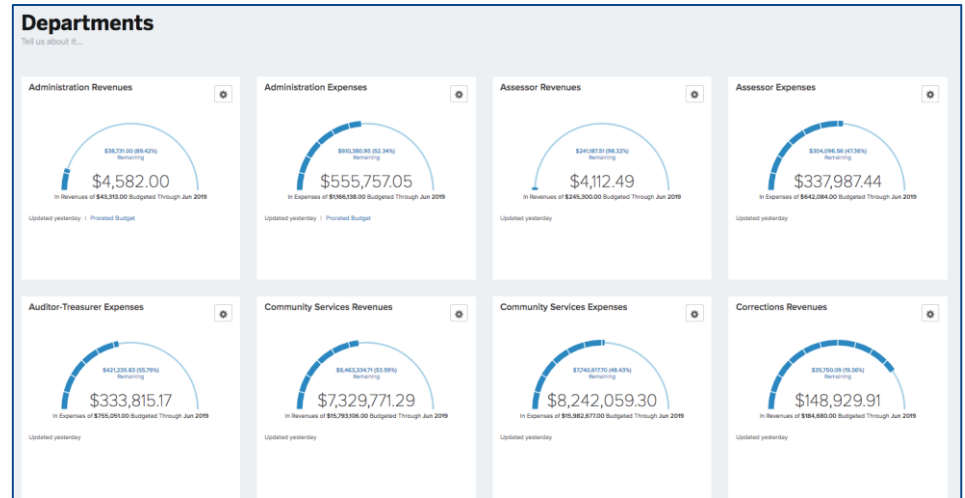 Departments
Tell us about it...
Administration Revenues
$38,731.00 (89.42%)
Remaining
$4,582.00
In Revenues of $43,313.00 Budgeted Through Jun 2019
Updated yesterday | Prorated Budget
Administration Expenses
$610,380.95 (52.34%)
Remaining
$555,757.05
In Expenses of $1,166,138.00 Budgeted Through Jun 2019
Updated yesterday | Prorated Budget
Assessor Revenues
$241,187.51 (98.32%)
Remaining
$4,112.49
In Revenues of $245,300.00 Budgeted Through Jun 2019
Updated yesterday
Assessor Expenses
$304,096.56 (47.36%)
Remaining
$337,987.44
In Expenses of $642,084.00 Budgeted Through Jun 2019
Updated yesterday
Auditor-Treasurer Expenses
$421,235.83 (55.79%)
Remaining
$333,815.17
In Expenses of $755,051.00 Budgeted Through Jun 2019
Updated yesterday
Community Services Revenues
$8,463,334.71 (53.59%)
Remaining
$7,329,771.29
In Revenues of $15,793,106.00 Budgeted Through Jun 2019
Updated yesterday
Community Services Expenses
$7,740,617.70 (48.43%)
Remaining
$8,242,059.30
In Expenses of $15,982,677.00 Budgeted Through Jun 2019
Updated yesterday
Corrections Revenues
$35,750.09 (19.36%)
Remaining
$148,929.91
In Revenues of $184,680.00 Budgeted Through Jun 2019
Updated yesterday